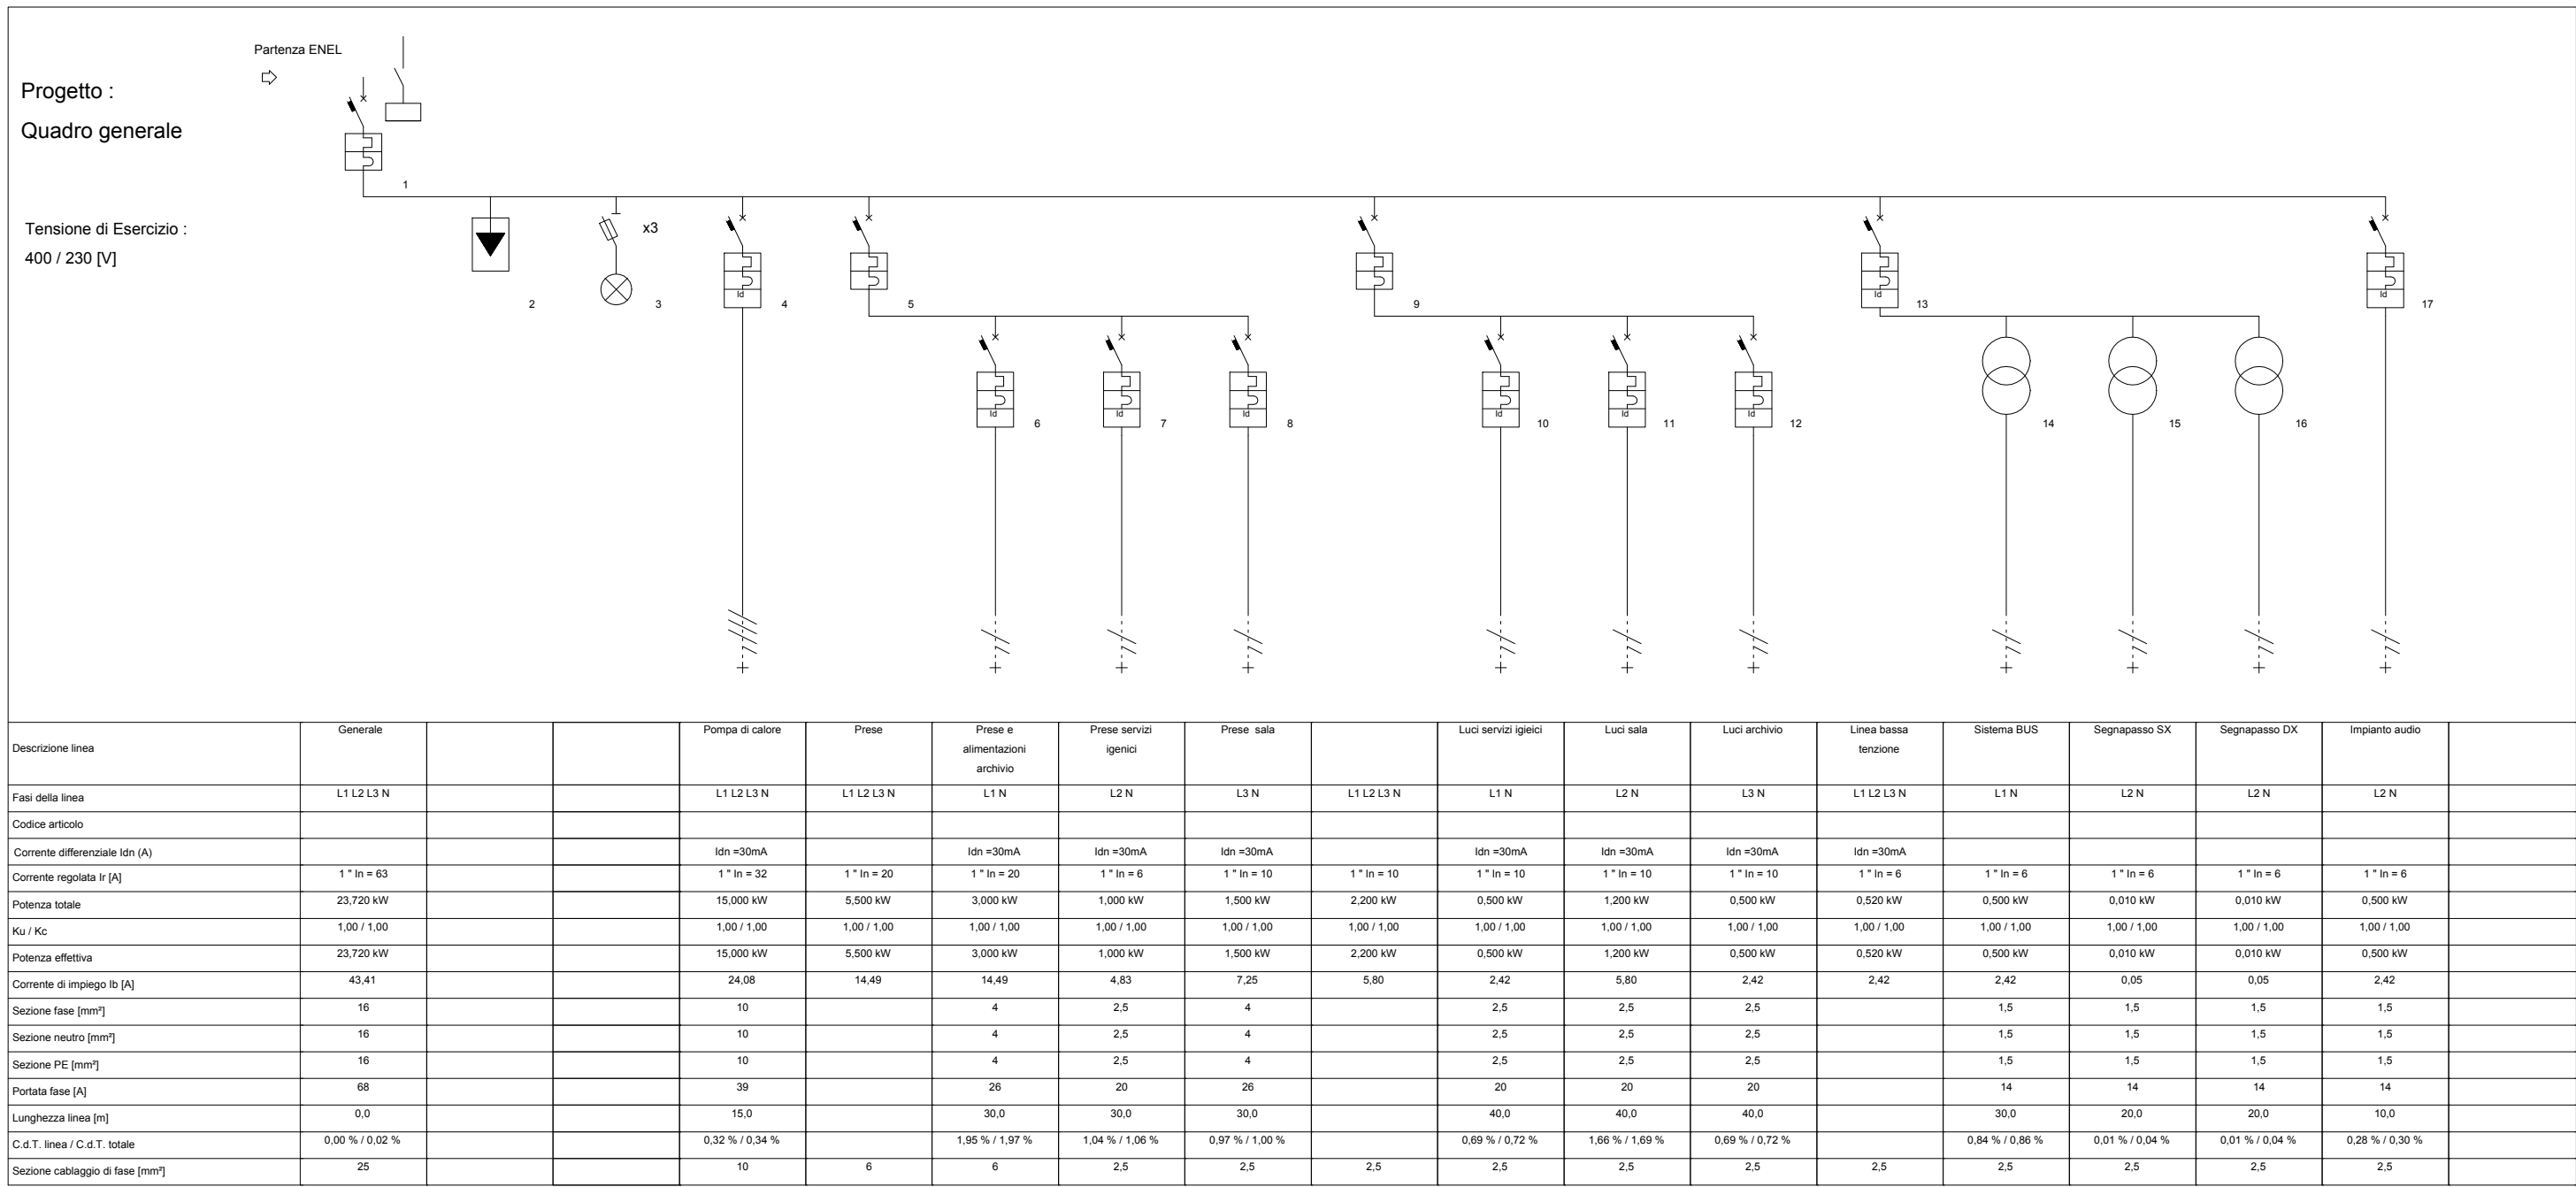 Partenza ENEL
Progetto :
Quadro generale
1
Tensione di Esercizio :
400 / 230 [V]
x3
2
3
Id
4
5
9
Id
13
Id
17
Id
6
Id
7
Id
8
Id
10
Id
11
Id
12
14
15
16
Descrizione linea
Generale
Pompa di calore
Prese
Prese e
alimentazioni
archivio
Prese servizi
igenici
Prese sala
Luci servizi igieici
Luci sala
Luci archivio
Linea bassa
tenzione
Sistema BUS
Segnapasso SX
Segnapasso DX
Impianto audio
Fasi della linea L1 L2 L3 N L1 L2 L3 N L1 L2 L3 N L1 N L2 N L3 N L1 L2 L3 N L1 N L2 N L3 N L1 L2 L3 N L1 N L2 N L2 N L2 N
Codice articolo
Corrente differenziale Idn (A) Idn =30mA Idn =30mA Idn =30mA Idn =30mA Idn =30mA Idn =30mA Idn =30mA Idn =30mA
Corrente regolata Ir [A] 1 " In = 63 1 " In = 32 1 " In = 20 1 " In = 20 1 " In = 6 1 " In = 10 1 " In = 10 1 " In = 10 1 " In = 10 1 " In = 10 1 " In = 6 1 " In = 6 1 " In = 6 1 " In = 6 1 " In = 6
Potenza totale 23,720 kW 15,000 kW 5,500 kW 3,000 kW 1,000 kW 1,500 kW 2,200 kW 0,500 kW 1,200 kW 0,500 kW 0,520 kW 0,500 kW 0,010 kW 0,010 kW 0,500 kW
Ku / Kc 1,00 / 1,00 1,00 / 1,00 1,00 / 1,00 1,00 / 1,00 1,00 / 1,00 1,00 / 1,00 1,00 / 1,00 1,00 / 1,00 1,00 / 1,00 1,00 / 1,00 1,00 / 1,00 1,00 / 1,00 1,00 / 1,00 1,00 / 1,00 1,00 / 1,00
Potenza effettiva 23,720 kW 15,000 kW 5,500 kW 3,000 kW 1,000 kW 1,500 kW 2,200 kW 0,500 kW 1,200 kW 0,500 kW 0,520 kW 0,500 kW 0,010 kW 0,010 kW 0,500 kW
Corrente di impiego Ib [A] 43,41 24,08 14,49 14,49 4,83 7,25 5,80 2,42 5,80 2,42 2,42 2,42 0,05 0,05 2,42
Sezione fase [mm²] 16 10 4 2,5 4 2,5 2,5 2,5 1,5 1,5 1,5 1,5
Sezione neutro [mm²] 16 10 4 2,5 4 2,5 2,5 2,5 1,5 1,5 1,5 1,5
Sezione PE [mm²] 16 10 4 2,5 4 2,5 2,5 2,5 1,5 1,5 1,5 1,5
Portata fase [A] 68 39 26 20 26 20 20 20 14 14 14 14
Lunghezza linea [m] 0,0 15,0 30,0 30,0 30,0 40,0 40,0 40,0 30,0 20,0 20,0 10,0
C.d.T. linea / C.d.T. totale 0,00 % / 0,02 % 0,32 % / 0,34 % 1,95 % / 1,97 % 1,04 % / 1,06 % 0,97 % / 1,00 % 0,69 % / 0,72 % 1,66 % / 1,69 % 0,69 % / 0,72 % 0,84 % / 0,86 % 0,01 % / 0,04 % 0,01 % / 0,04 % 0,28 % / 0,30 %
Sezione cablaggio di fase [mm²] 25 10 6 6 2,5 2,5 2,5 2,5 2,5 2,5 2,5 2,5 2,5 2,5 2,5